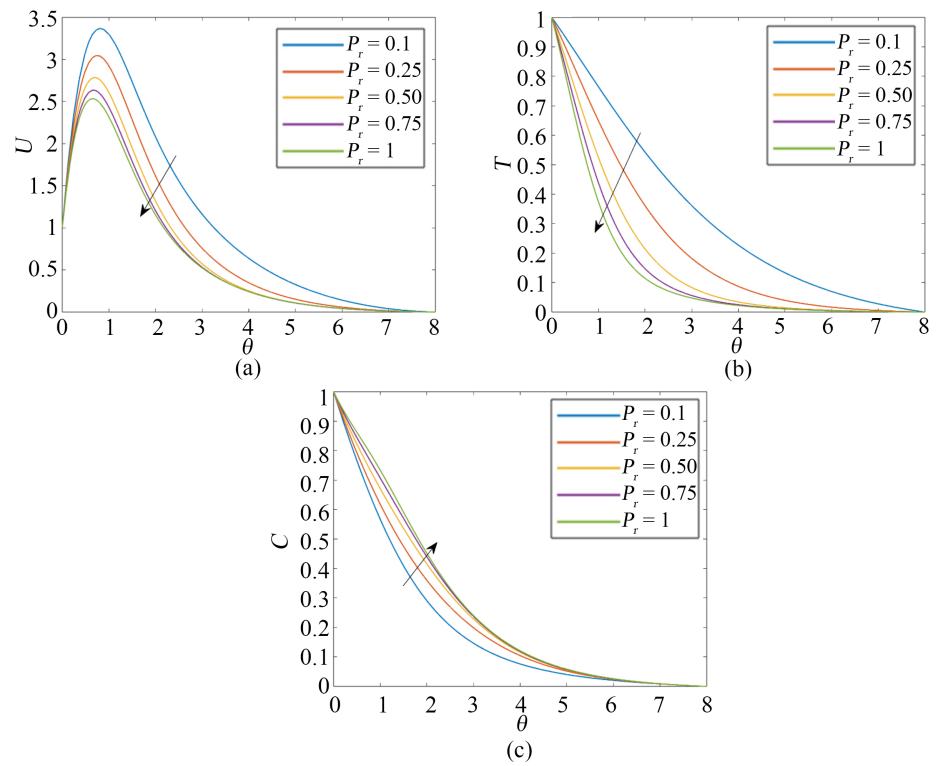 3.5
3
2.5
2
1.5
1
0.5
0
U
0 1 2 3 4 5 6 7 8
θ
(a)
P_r = 0.1
P_r = 0.25
P_r = 0.50
P_r = 0.75
P_r = 1
1
0.9
0.8
0.7
0.6
0.5
0.4
0.3
0.2
0.1
0
T
0 1 2 3 4 5 6 7 8
θ
(b)
P_r = 0.1
P_r = 0.25
P_r = 0.50
P_r = 0.75
P_r = 1
1
0.9
0.8
0.7
0.6
0.5
0.4
0.3
0.2
0.1
0
C
0 1 2 3 4 5 6 7 8
θ
(c)
P_r = 0.1
P_r = 0.25
P_r = 0.50
P_r = 0.75
P_r = 1